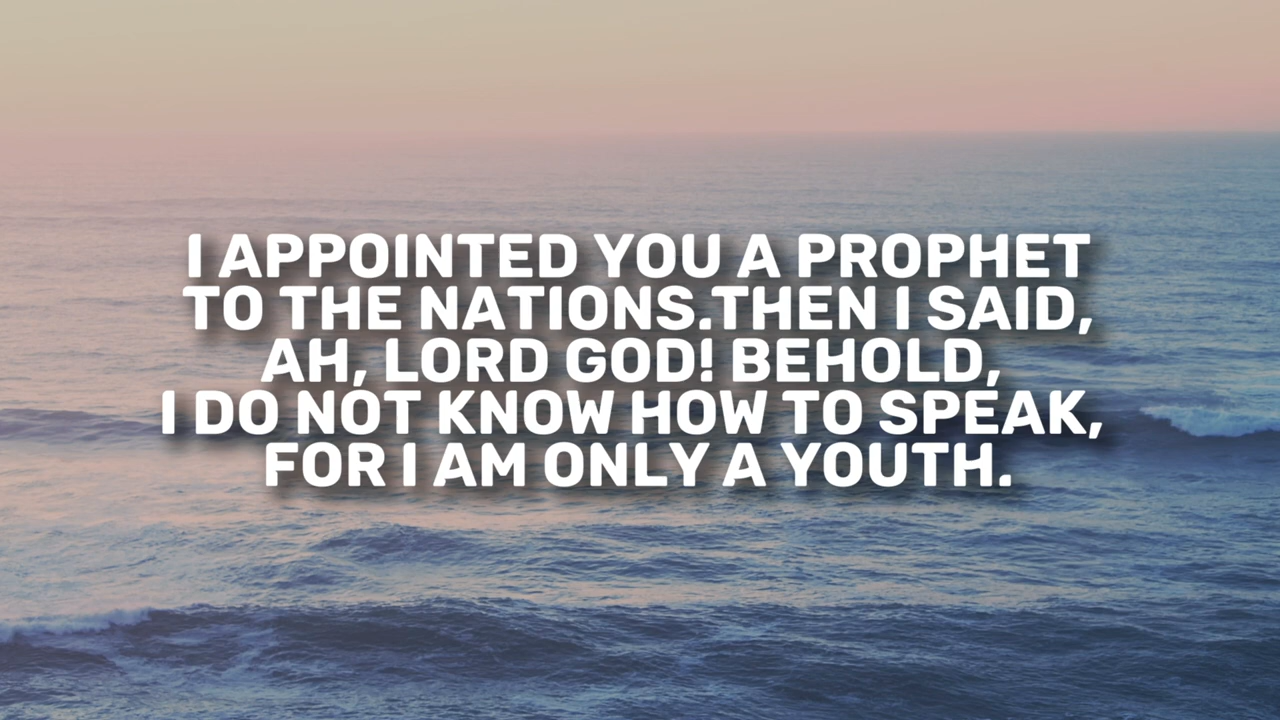 I APPOINTED YOU A PROPHET
TO THE NATIONS.THEN I SAID,
AH, LORD GOD! BEHOLD,
I DO NOT KNOW HOW TO SPEAK,
FOR I AM ONLY A YOUTH.